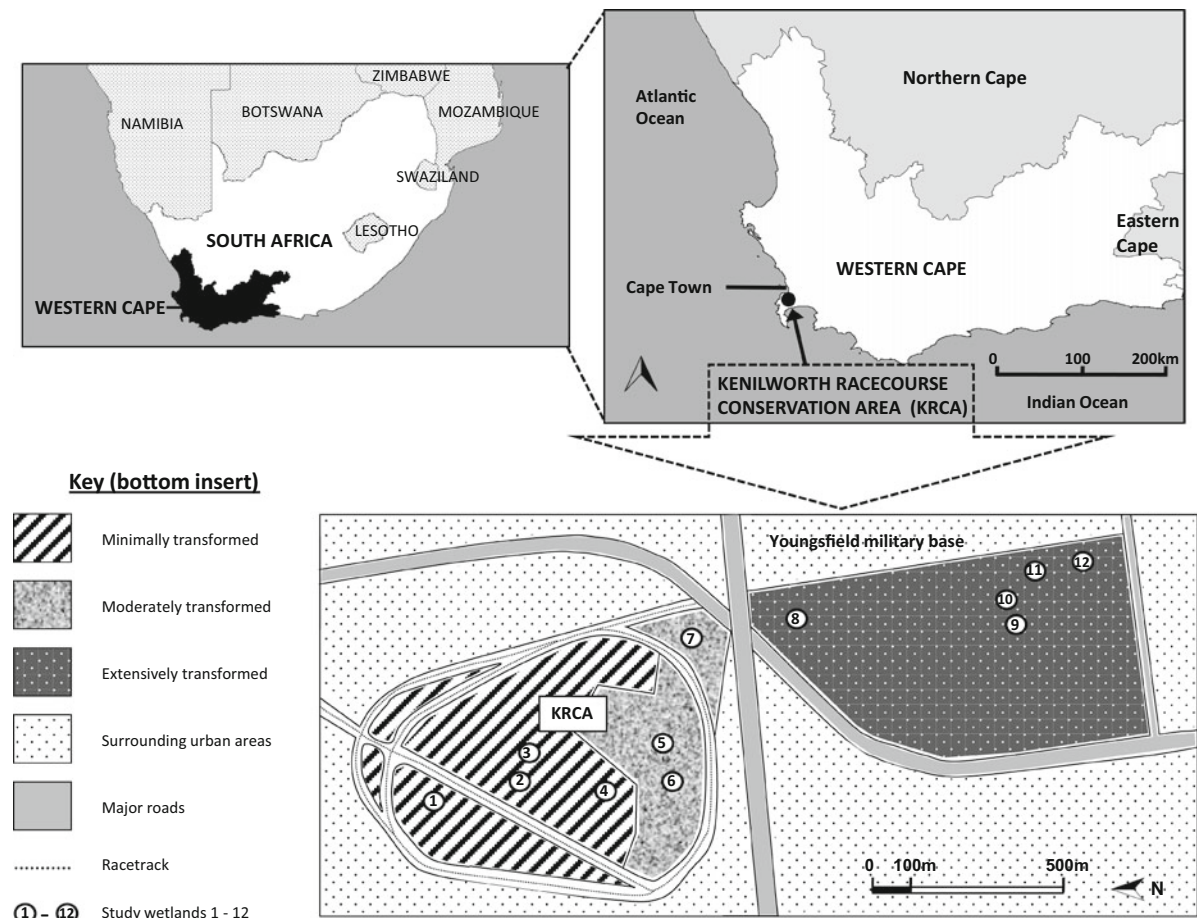 ZIMBABWE
BOTSWANA
MOZAMBIQUE
NAMIBIA
SWAZILAND
LESOTHO
SOUTH AFRICA
WESTERN CAPE
Northern Cape
Atlantic
Ocean
Eastern
Cape
WESTERN CAPE
Cape Town
0 100 200km
KENILWORTH RACECOURSE
CONSERVATION AREA (KRCA)
Indian Ocean
Key (bottom insert)
Minimally transformed
Moderately transformed
Extensively transformed
Surrounding urban areas
Major roads
Racetrack
1 - 12 Study wetlands 1 - 12
Youngsfield military base
11
12
10
8
9
7
KRCA
5
3
2
6
4
1
0 100m 500m
N